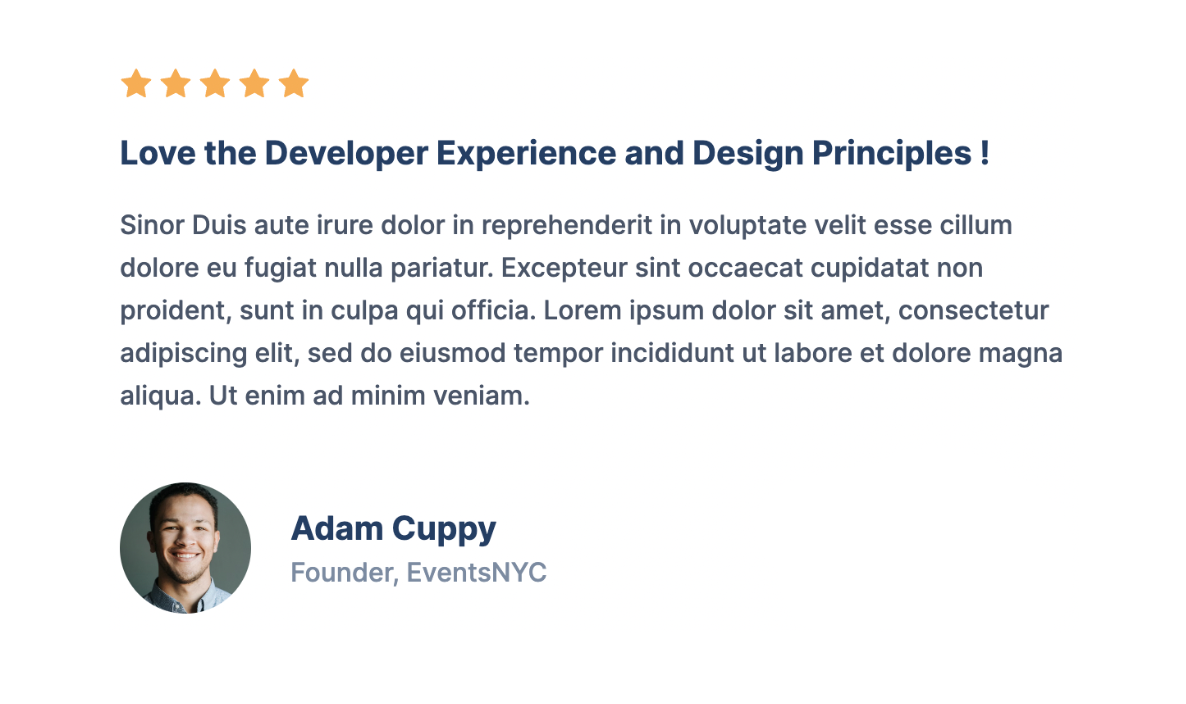 Love the Developer Experience and Design Principles !
Sinor Duis aute irure dolor in reprehenderit in voluptate velit esse cillum
dolore eu fugiat nulla pariatur. Excepteur sint occaecat cupidatat non
proident, sunt in culpa qui officia. Lorem ipsum dolor sit amet, consectetur
adipiscing elit, sed do eiusmod tempor incididunt ut labore et dolore magna
aliqua. Ut enim ad minim veniam.
Adam Cuppy
Founder, EventsNYC